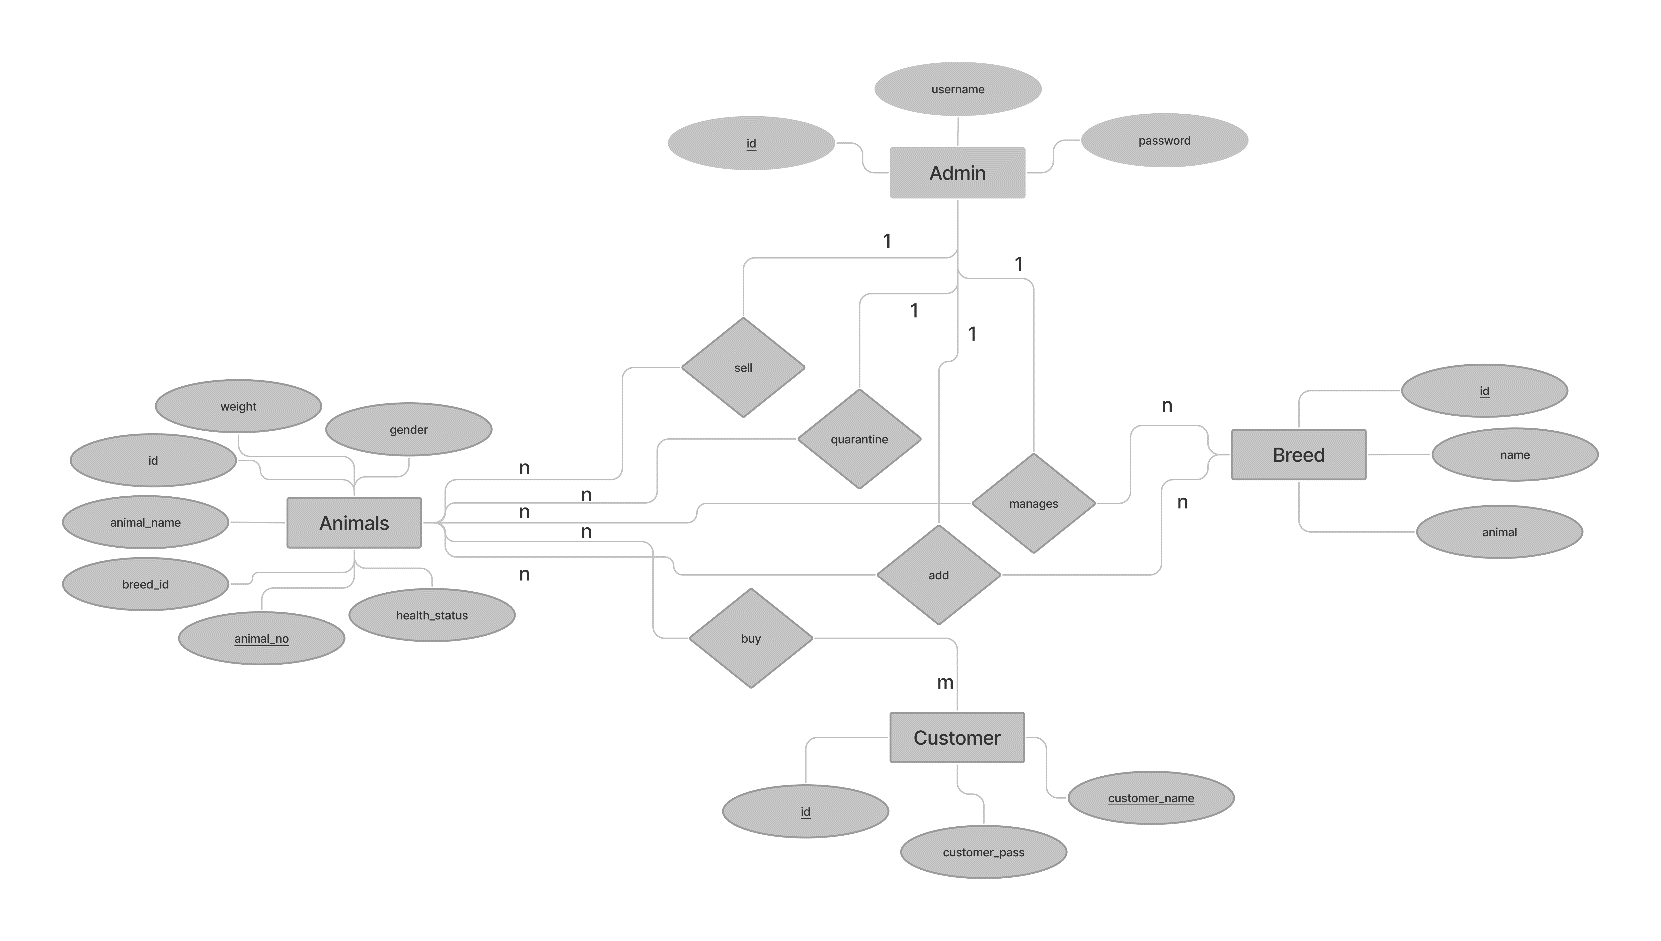 username
id
password
Admin
1
1
1
1
sell
weight
gender
quarantine
id
n
id
name
Breed
n
n
manages
n
animal_name
Animals
n
n
animal
breed_id
n
add
health_status
animal_no
buy
m
Customer
id
customer_name
customer_pass